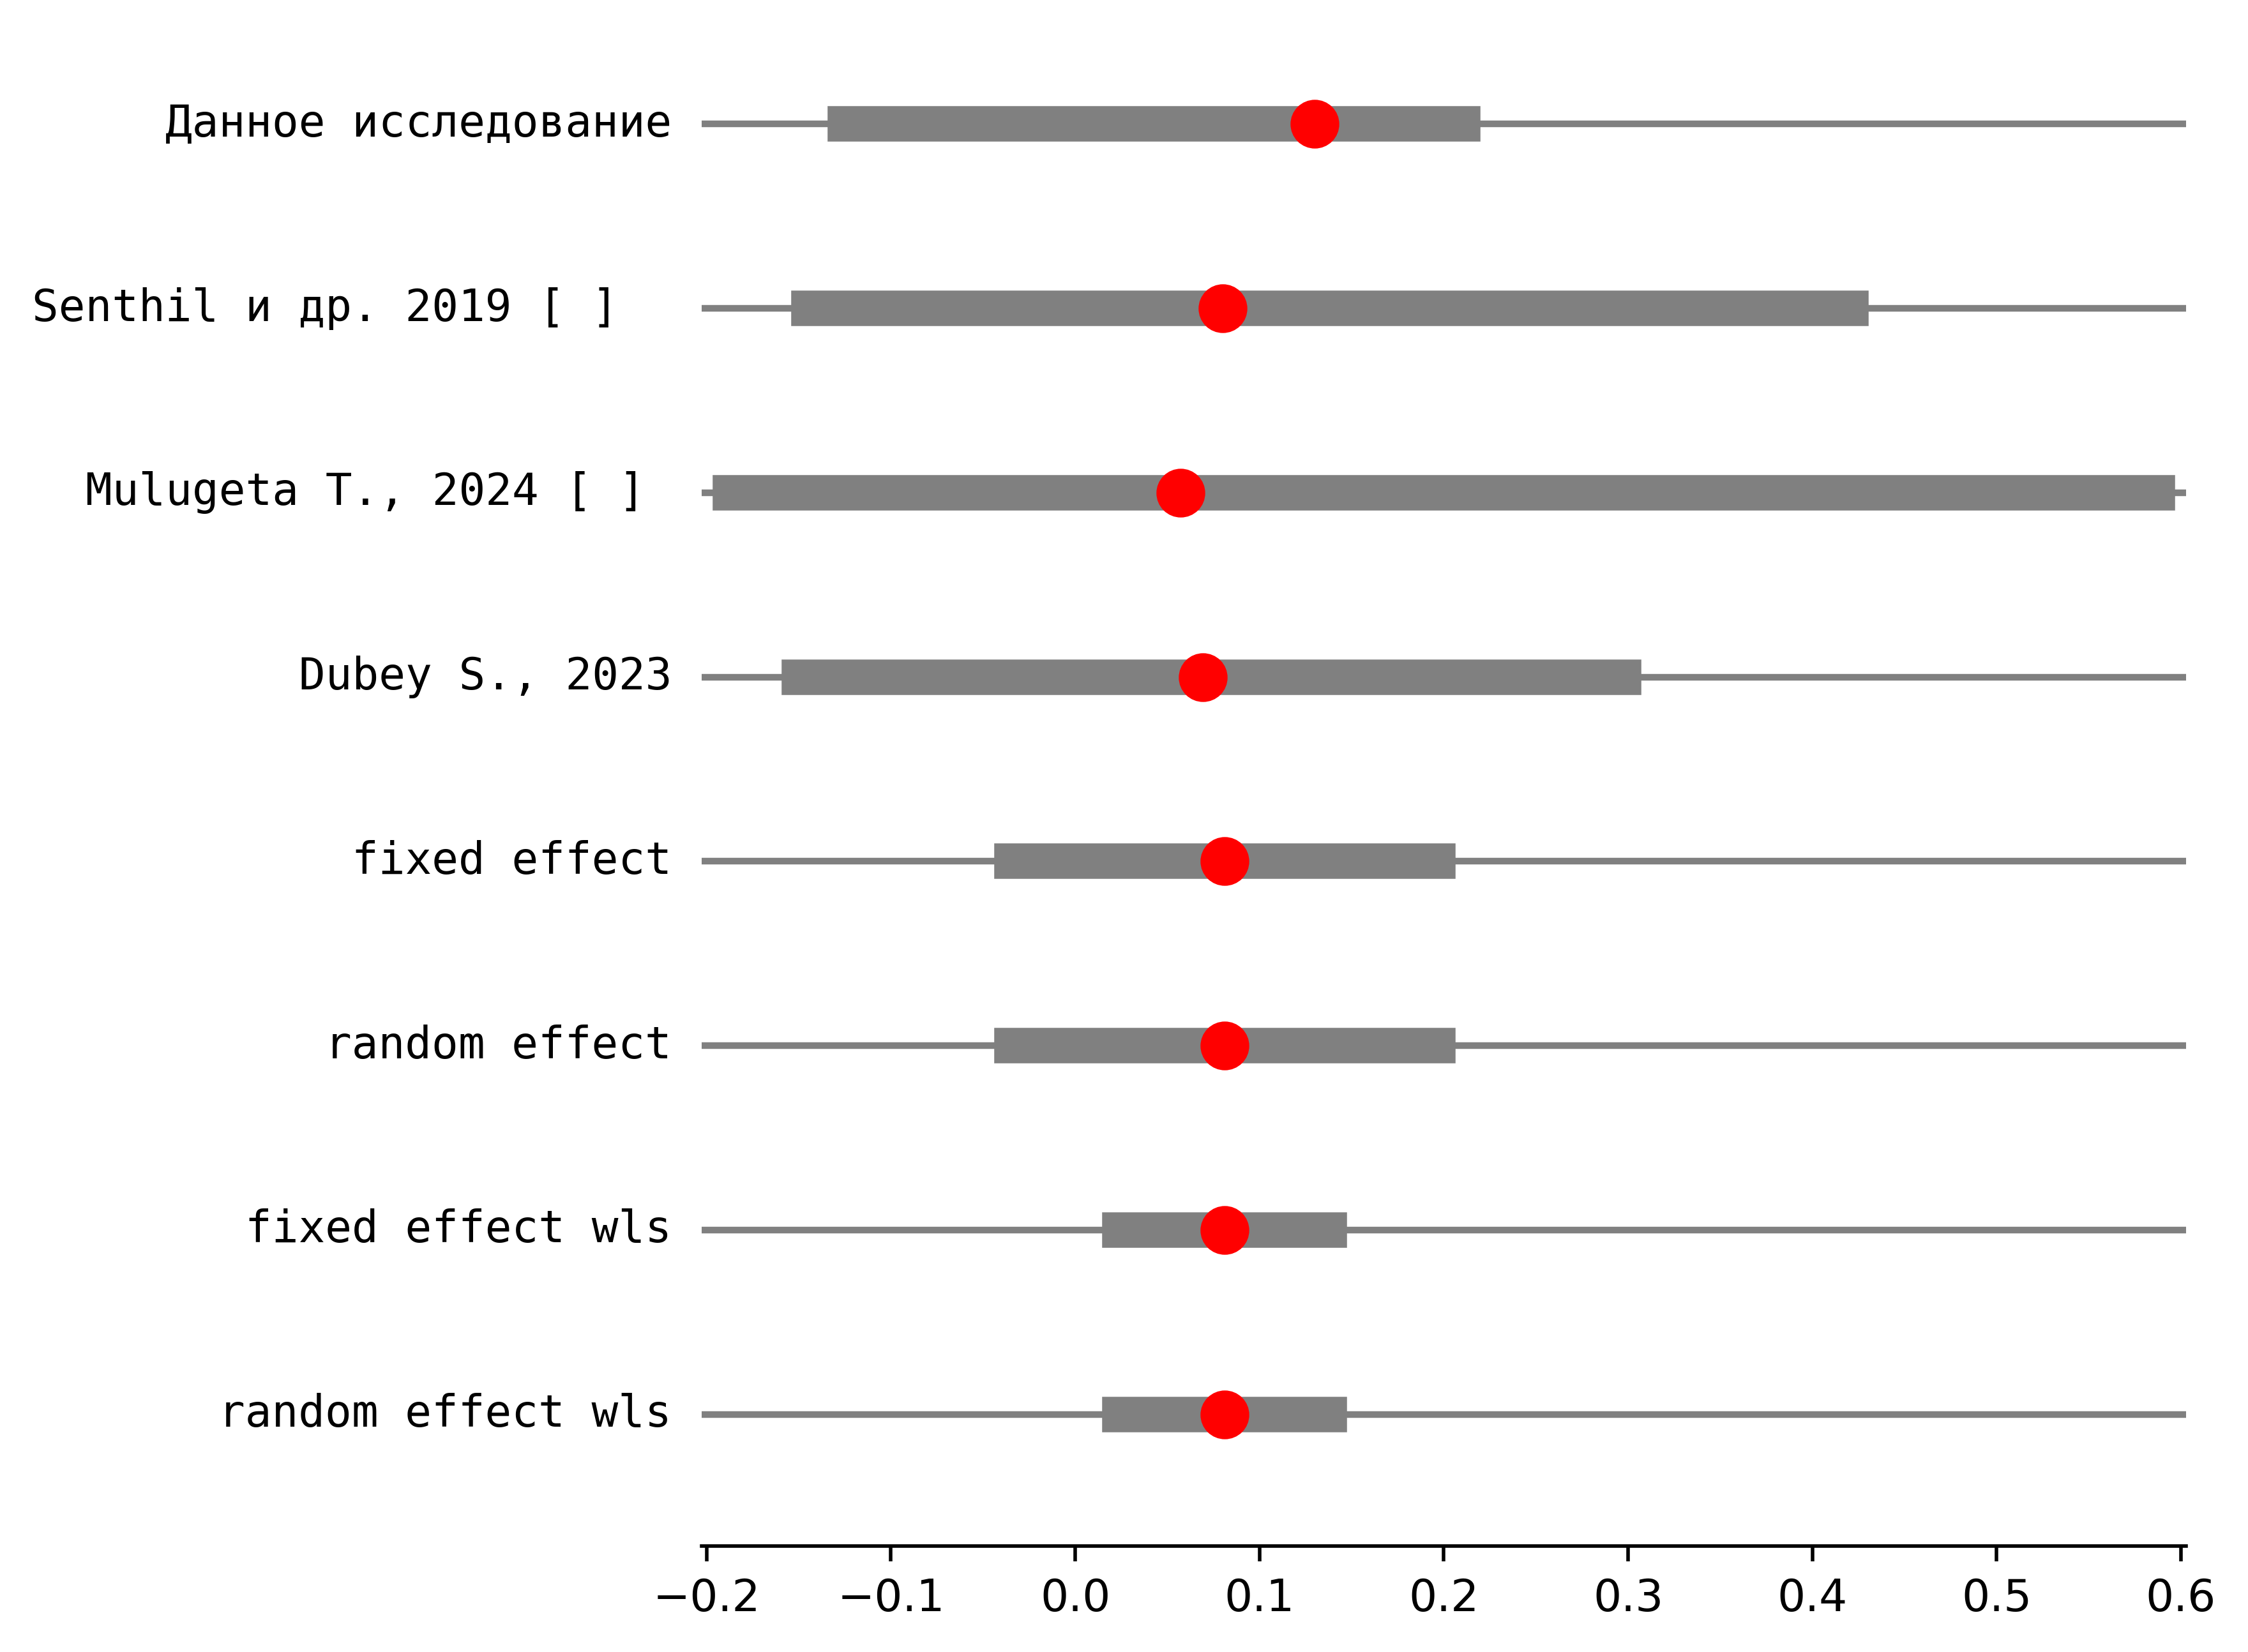 Данное исследование
Senthil и др. 2019 [ ]
Mulugeta T., 2024 [ ]
Dubey S., 2023
fixed effect
random effect
fixed effect wls
random effect wls
−0.2 −0.1 0.0 0.1 0.2 0.3 0.4 0.5 0.6